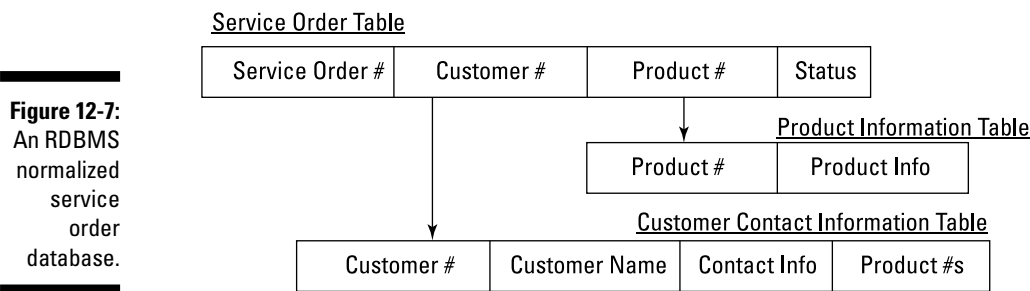 Service Order Table
Service Order # Customer # Product # Status
Figure 12-7:
An RDBMS
normalized
service
order
database.
Product Information Table
Product # Product Info
Customer Contact Information Table
Customer # Customer Name Contact Info Product #s